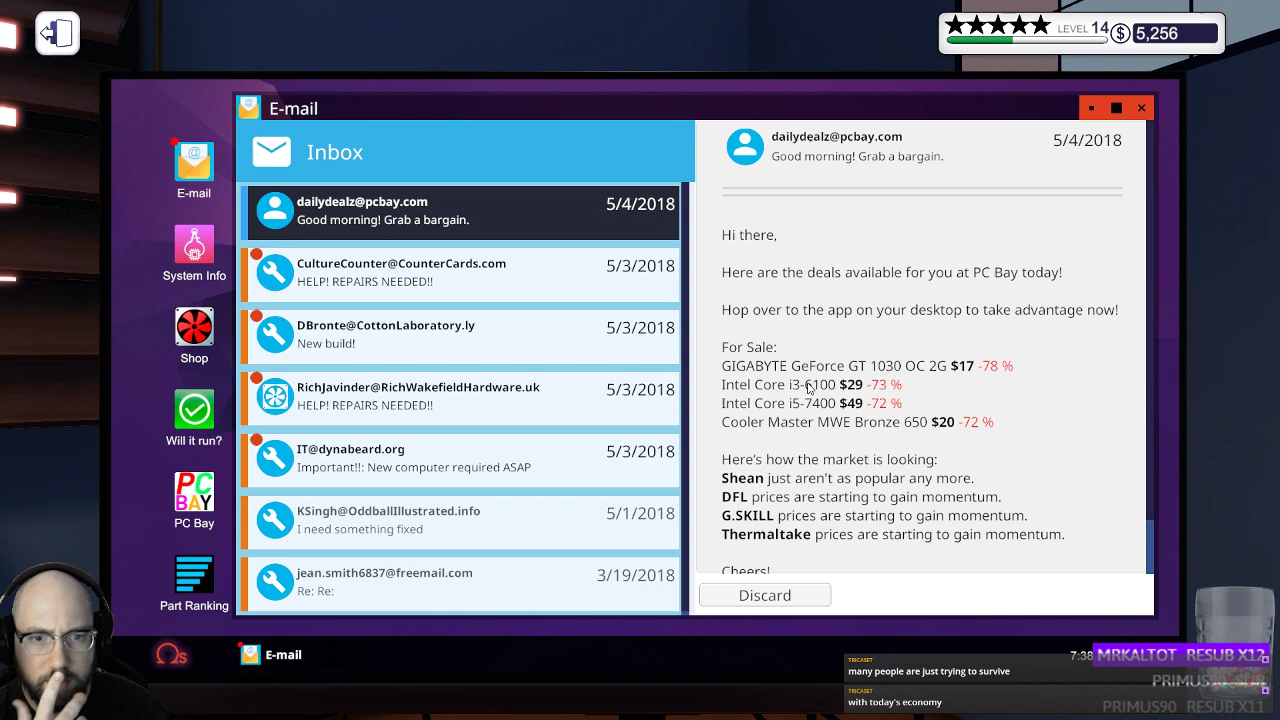 LEVEL 14
$ 5,256
E-mail
Inbox
dailydealz@pcbay.com
Good morning! Grab a bargain.
5/4/2018
CultureCounter@CounterCards.com
HELP! REPAIRS NEEDED!!
5/3/2018
DBronte@CottonLaboratory.ly
New build!
5/3/2018
RichJavinder@RichWakefieldHardware.uk
HELP! REPAIRS NEEDED!!
5/3/2018
IT@dynabeard.org
Important!!: New computer required ASAP
5/3/2018
KSingh@OddballIllustrated.info
I need something fixed
5/1/2018
jean.smith6837@freemail.com
Re: Re:
3/19/2018
dailydealz@pcbay.com
Good morning! Grab a bargain.
5/4/2018
Hi there,
Here are the deals available for you at PC Bay today!
Hop over to the app on your desktop to take advantage now!
For Sale:
GIGABYTE GeForce GT 1030 OC 2G $17 -78 %
Intel Core i3-6100 $29 -73 %
Intel Core i5-7400 $49 -72 %
Cooler Master MWE Bronze 650 $20 -72 %
Here's how the market is looking:
Shean just aren't as popular any more.
DFL prices are starting to gain momentum.
G.SKILL prices are starting to gain momentum.
Thermaltake prices are starting to gain momentum.
Cheers!
Discard
E-mail
System Info
Shop
Will it run?
PC BAY
PC Bay
Part Ranking
Ωs
E-mail
7:38
MRKALTOT RESUB X12
PRIMUS90 SUB
PRIMUS90 RESUB X11
TRICASET
many people are just trying to survive
TRICASET
with today's economy